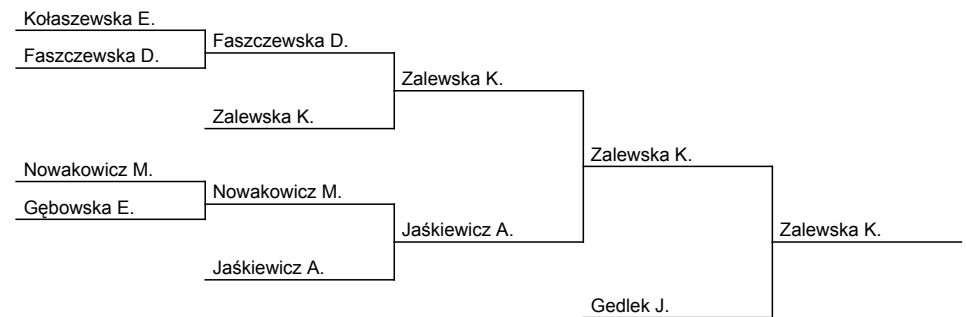 Kołaszewska E.
Faszczewska D.
Faszczewska D.
Zalewska K.
Zalewska K.
Zalewska K.
Nowakowicz M.
Nowakowicz M.
Gębowska E.
Jaśkiewicz A.
Zalewska K.
Jaśkiewicz A.
Gedlek J.